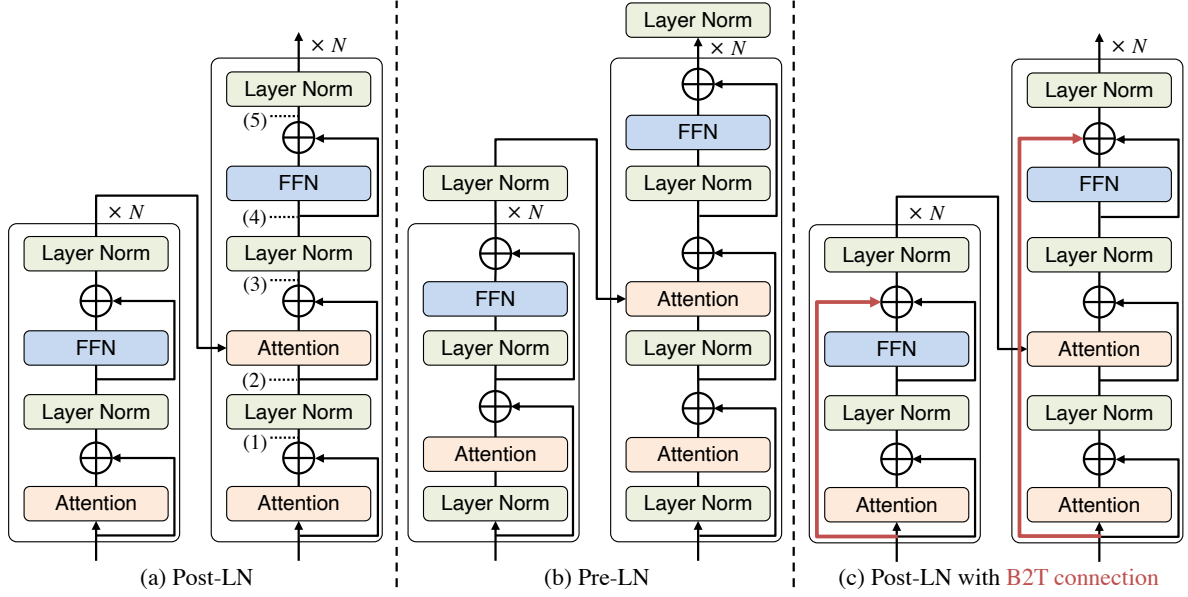 × N
Layer Norm
(5)
FFN
(4)
× N
Layer Norm
Layer Norm
(3)
FFN
Attention
(2)
Layer Norm
Layer Norm
(1)
Attention
Attention
(a) Post-LN
Layer Norm
× N
FFN
Layer Norm
Layer Norm
× N
FFN
Attention
Layer Norm
Layer Norm
Attention
Attention
Layer Norm
Layer Norm
(b) Pre-LN
× N
Layer Norm
FFN
× N
Layer Norm
Layer Norm
FFN
Attention
Layer Norm
Layer Norm
Attention
Attention
(c) Post-LN with B2T connection